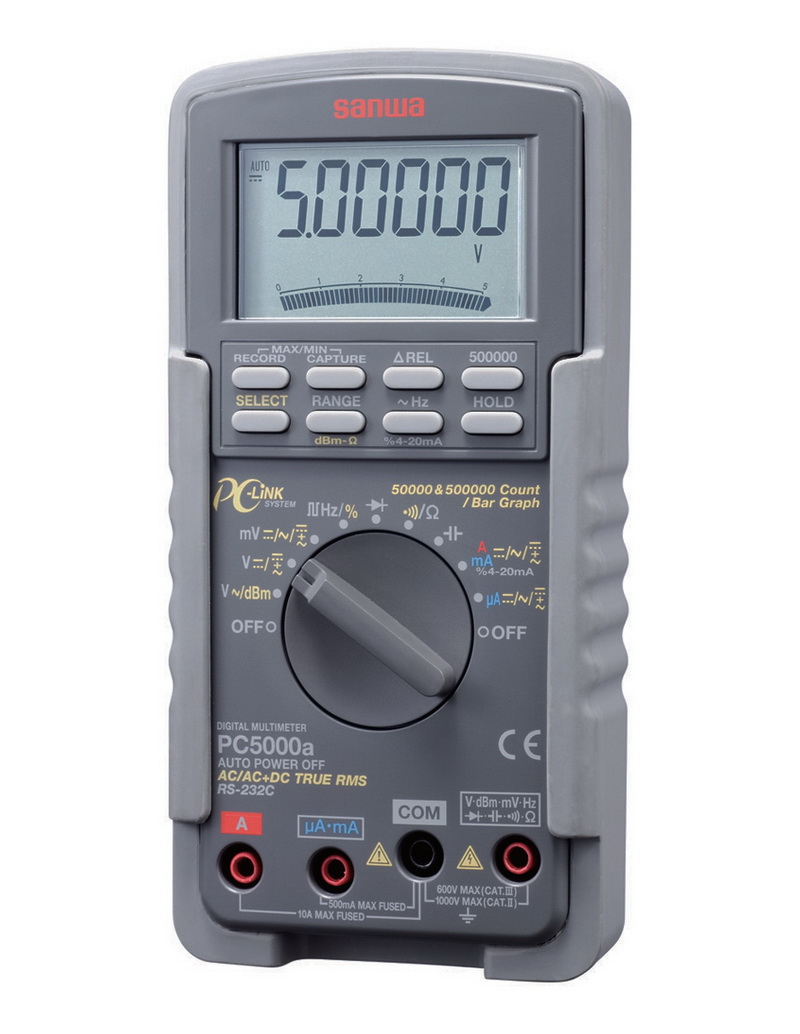 sanwa
AUTO
5.00000
V
0 1 2 3 4 5
MAX/MIN
RECORD CAPTURE ΔREL 500000
SELECT RANGE ~Hz HOLD
dBm-Ω %4-20mA
PC-LiNK
SYSTEM
50000 & 500000 Count
/ Bar Graph
Hz/%
Ω
mV
V
V~/dBm
OFF
A
mA
%4-20mA
μA
OFF
DIGITAL MULTIMETER
PC5000a
AUTO POWER OFF
AC/AC+DC TRUE RMS
RS-232C
CE
A
μA·mA
COM
V·dBm·mV·Hz
Ω
500mA MAX FUSED
10A MAX FUSED
600V MAX(CAT.III)
1000V MAX(CAT.II)